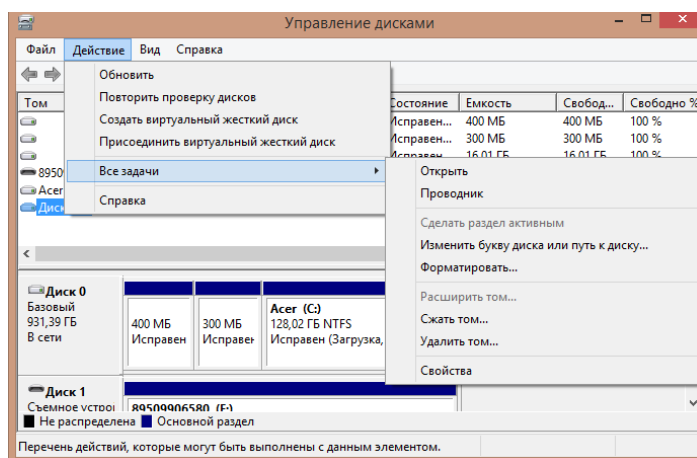 Управление дисками
Файл Действие Вид Справка
Обновить
Повторить проверку дисков
Создать виртуальный жесткий диск
Присоединить виртуальный жесткий диск
Все задачи
Справка
Открыть
Проводник
Сделать раздел активным
Изменить букву диска или путь к диску...
Форматировать...
Расширить том...
Сжать том...
Удалить том...
Свойства
Том Состояние Емкость Свобод... Свободно %
Исправен... 400 МБ 400 МБ 100 %
Исправен... 300 МБ 300 МБ 100 %
16,01 ГБ 16,01 ГБ 100 %
8950
Acer
Диск
Диск 0
Базовый
931,39 ГБ
В сети
400 МБ
Исправен
300 МБ
Исправен
Acer (C:)
128,02 ГБ NTFS
Исправен (Загрузка,
Диск 1
Съемное устрой
89509906580 (F:)
Не распределена Основной раздел
Перечень действий, которые могут быть выполнены с данным элементом.